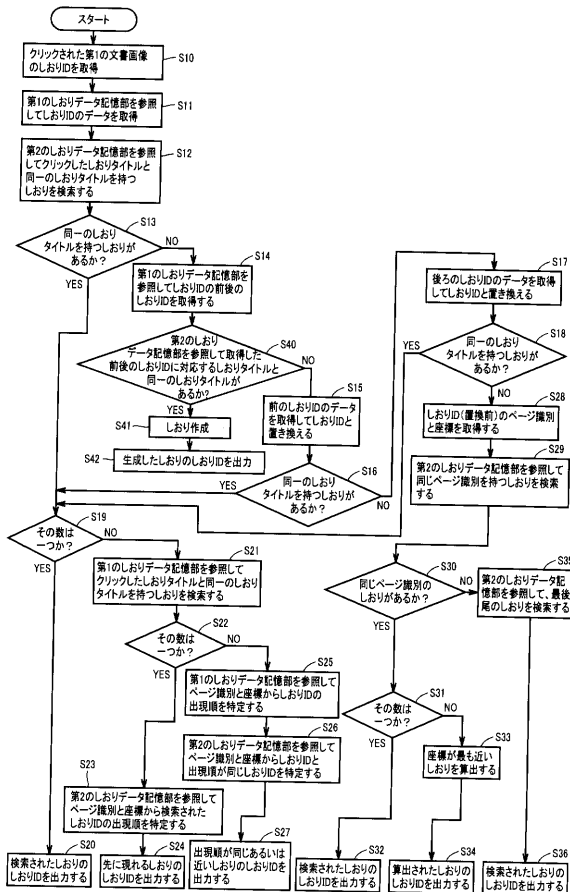 スタート
S10
クリックされた第1の文書画像
のしおりIDを取得
S11
第1のしおりデータ記憶部を参照
してしおりIDのデータを取得
S12
第2のしおりデータ記憶部を参照
してクリックしたしおりタイトルと
同一のしおりタイトルを持つ
しおりを検索する
S13
同一のしおり
タイトルを持つしおりが
あるか?
NO
YES
S14
第1のしおりデータ記憶部を
参照してしおりIDの前後の
しおりIDを取得する
S40
第2のしおり
データ記憶部を参照して取得した
前後のしおりIDに対応するしおりタイトルと
同一のしおりタイトルが
あるか?
NO
YES
S41
しおり作成
S42
生成したしおりのしおりIDを出力
S15
前のしおりIDのデータ
を取得してしおりIDと
置き換える
S16
同一のしおり
タイトルを持つしおりが
あるか?
YES
NO
S17
後ろのしおりIDのデータを取得
してしおりIDと置き換える
S18
同一のしおり
タイトルを持つしおりが
あるか?
YES
NO
S28
しおりID(置換前)のページ識別
と座標を取得する
S29
第2のしおりデータ記憶部を参照して
同じページ識別を持つしおりを検索
する
S19
その数は
一つか?
NO
YES
S21
第1のしおりデータ記憶部を参照して
クリックしたしおりタイトルと同一のしおり
タイトルを持つしおりを検索する
S22
その数は
一つか?
NO
YES
S25
第1のしおりデータ記憶部を参照して
ページ識別と座標からしおりIDの
出現順を特定する
S26
第2のしおりデータ記憶部を参照して
ページ識別と座標からしおりIDと
出現順が同じしおりIDを特定する
S23
第2のしおりデータ記憶部を参照して
ページ識別と座標から検索された
しおりIDの出現順を特定する
S30
同じページ識別の
しおりがあるか?
NO
YES
S35
第2のしおりデータ記
憶部を参照して、最後
尾のしおりを検索する
S31
その数は
一つか?
YES
NO
S33
座標が最も近い
しおりを算出する
S20
検索されたしおりの
しおりIDを出力する
S24
先に現れるしおりの
しおりIDを出力する
S27
出現順が同じあるいは
近いしおりのしおりIDを
出力する
S32
検索されたしおりの
しおりIDを出力する
S34
算出されたしおりの
しおりIDを出力する
S36
検索されたしおりの
しおりIDを出力する